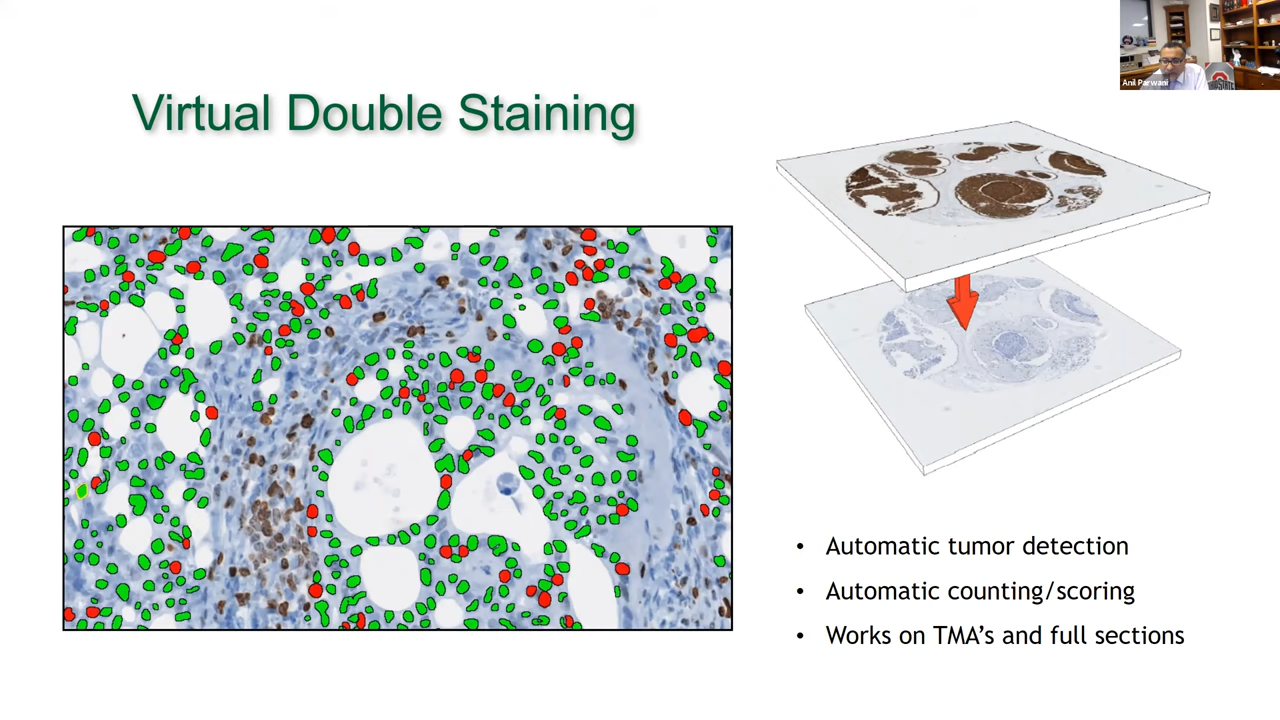 Anil Parwani
Virtual Double Staining
• Automatic tumor detection
• Automatic counting/scoring
• Works on TMA's and full sections